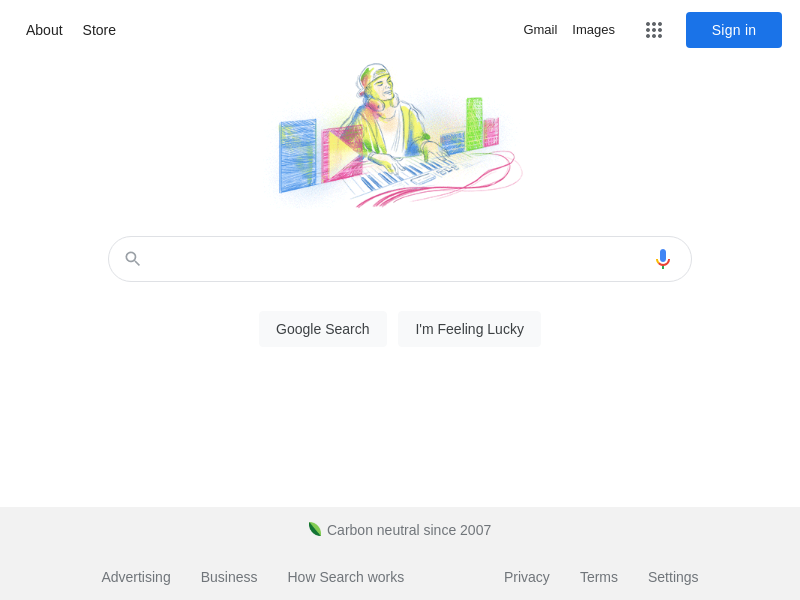 About Store Gmail Images Sign in
Google Search I'm Feeling Lucky
Carbon neutral since 2007
Advertising Business How Search works Privacy Terms Settings